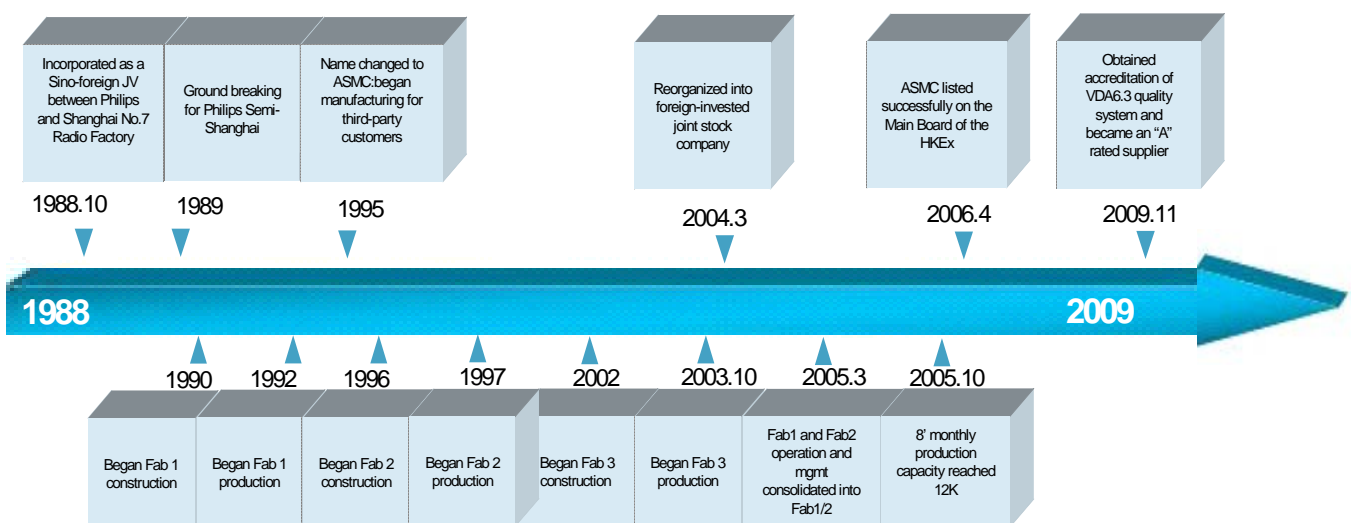 Incorporated as a
Sino-foreign JV
between Philips
and Shanghai No.7
Radio Factory
Ground breaking
for Philips Semi-
Shanghai
Name changed to
ASMC:began
manufacturing for
third-party
customers
Reorganized into
foreign-invested
joint stock
company
ASMC listed
successfully on the
Main Board of the
HKEx
Obtained
accreditation of
VDA6.3 quality
system and
became an “A”
rated supplier
1988.10
1989
1995
2004.3
2006.4
2009.11
1988
2009
1990
1992
1996
1997
2002
2003.10
2005.3
2005.10
Began Fab 1
construction
Began Fab 1
production
Began Fab 2
construction
Began Fab 2
production
Began Fab 3
construction
Began Fab 3
production
Fab1 and Fab2
operation and
mgmt
consolidated into
Fab1/2
8' monthly
production
capacity reached
12K